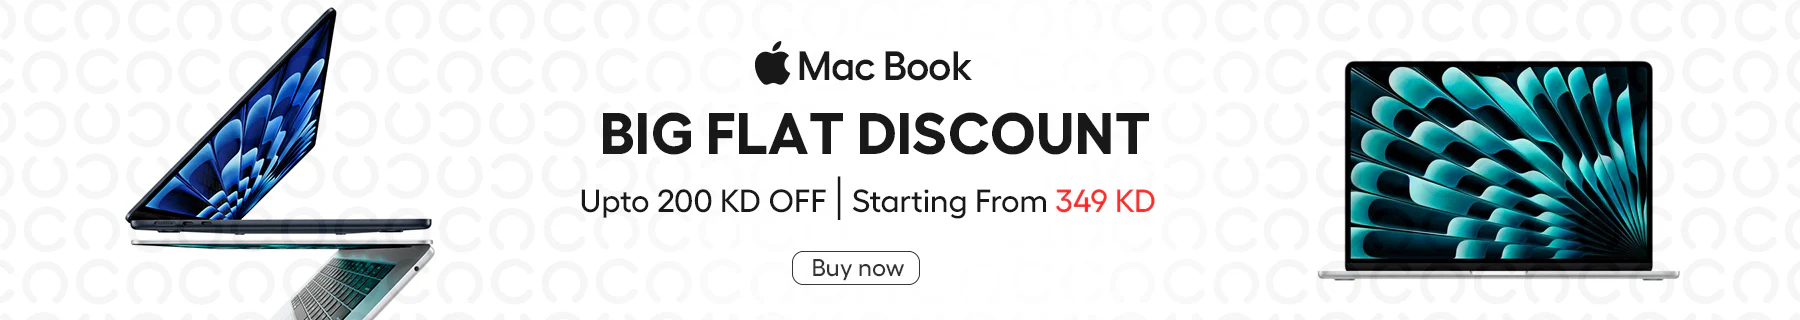 Mac Book
BIG FLAT DISCOUNT
Upto 200 KD OFF | Starting From 349 KD
Buy now